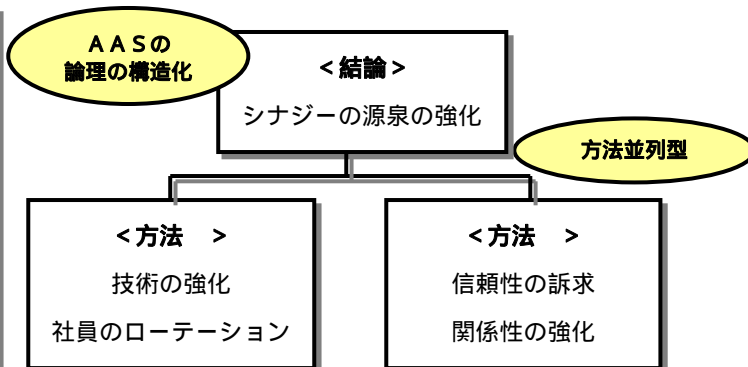 ＡＡＳの
論理の構造化
＜結論＞
シナジーの源泉の強化
方法並列型
＜方法　＞
技術の強化
社員のローテーション
＜方法　＞
信頼性の訴求
関係性の強化